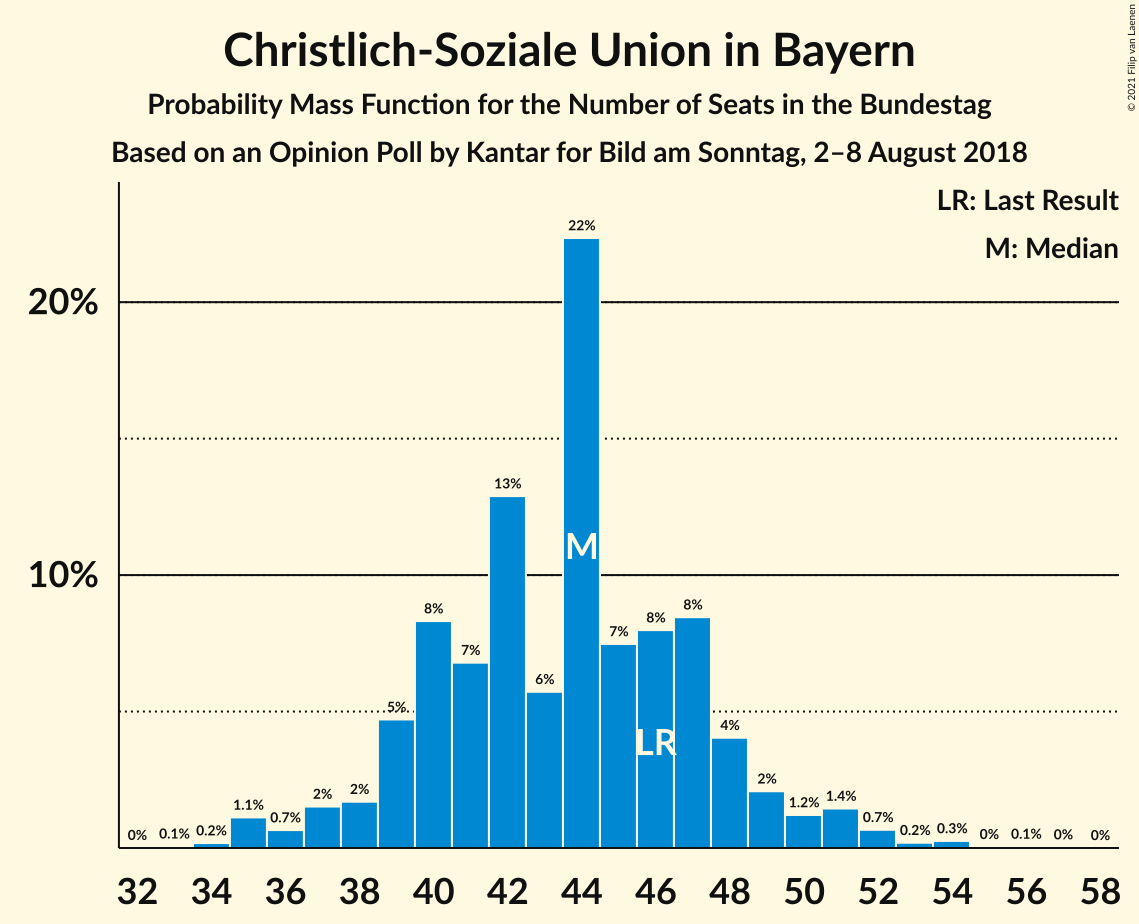 Christlich-Soziale Union in Bayern
Probability Mass Function for the Number of Seats in the Bundestag
Based on an Opinion Poll by Kantar for Bild am Sonntag, 2–8 August 2018
© 2021 Filip van Laenen
LR: Last Result
M: Median
20%
10%
0% 0.1% 0.2% 1.1% 0.7% 2% 2% 5% 8% 7% 13% 6% 22% 7% 8% 8% 4% 2% 1.2% 1.4% 0.7% 0.2% 0.3% 0% 0.1% 0% 0%
M
LR
32 34 36 38 40 42 44 46 48 50 52 54 56 58